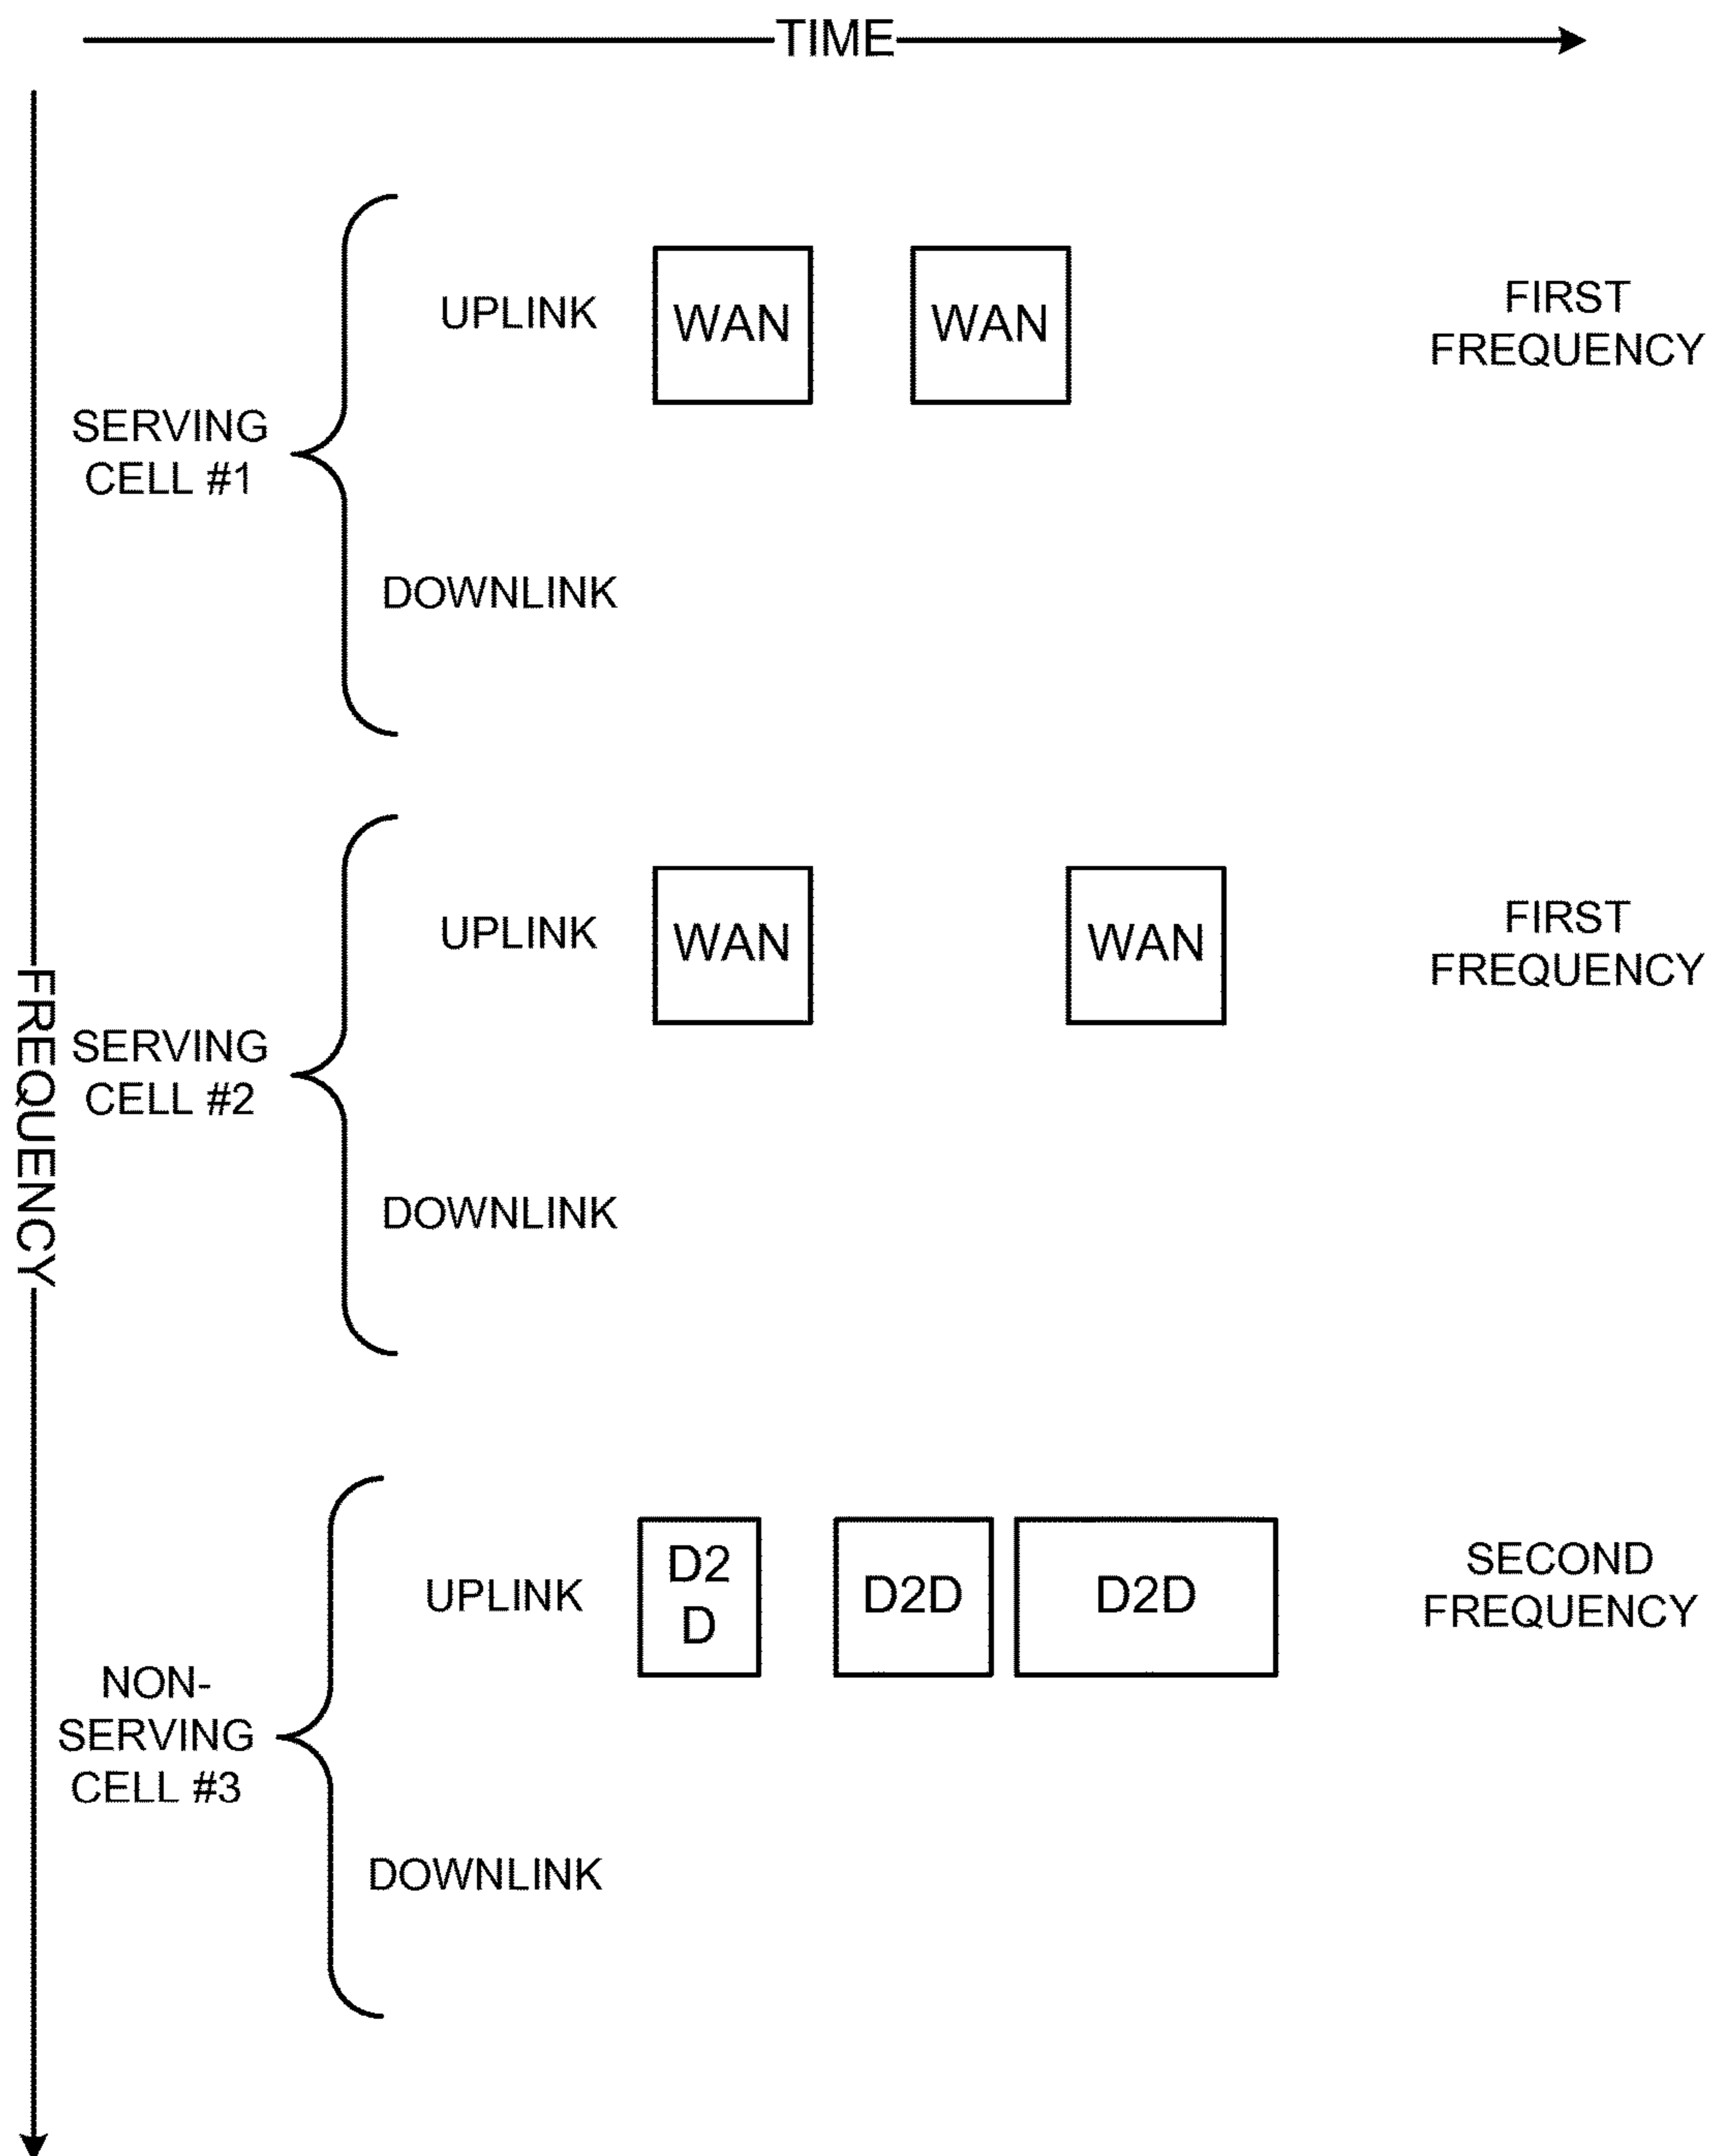 TIME
UPLINK
WAN
WAN
FIRST
FREQUENCY
SERVING
CELL #1
DOWNLINK
UPLINK
WAN
WAN
FIRST
FREQUENCY
FREQUENCY
SERVING
CELL #2
DOWNLINK
UPLINK
D2
D
D2D
D2D
SECOND
FREQUENCY
NON-
SERVING
CELL #3
DOWNLINK